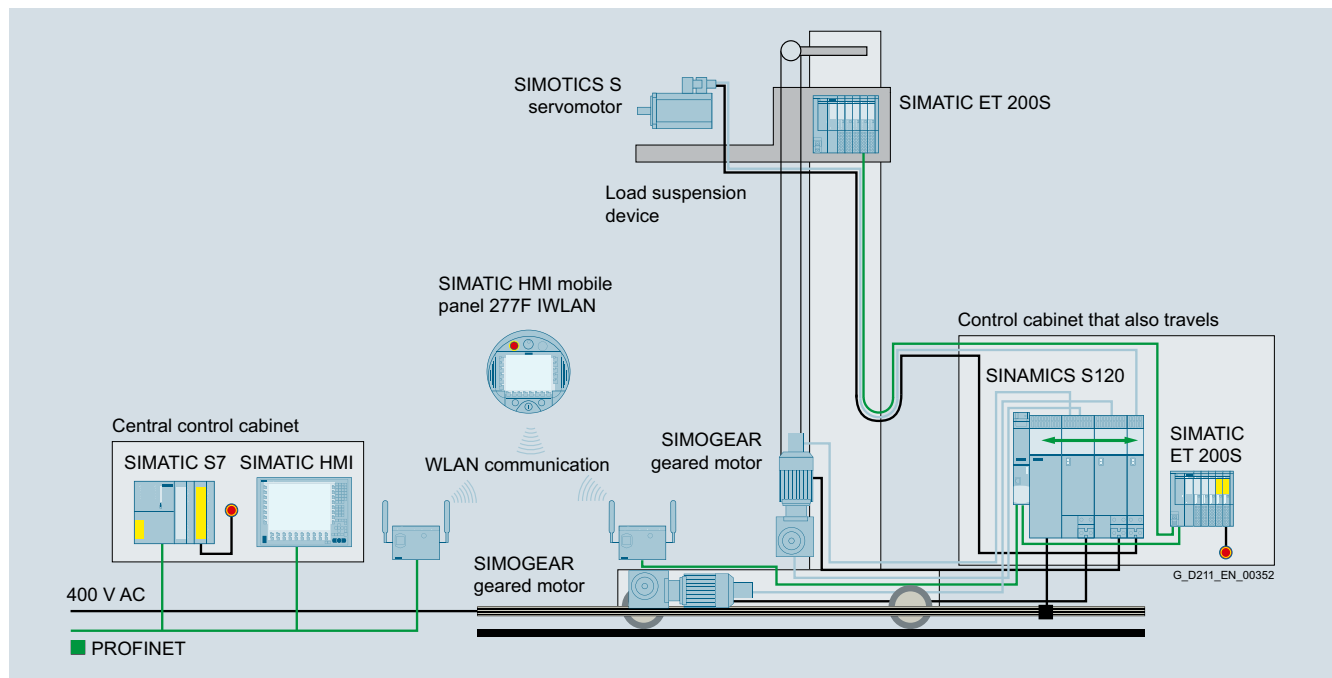 SIMOTICS S
servomotor
SIMATIC ET 200S
Load suspension
device
SIMATIC HMI mobile
panel 277F IWLAN
Control cabinet that also travels
SINAMICS S120
Central control cabinet
SIMATIC S7
SIMATIC HMI
WLAN communication
SIMOGEAR
geared motor
SIMATIC
ET 200S
SIMOGEAR
geared motor
G_D211_EN_00352
400 V AC
PROFINET